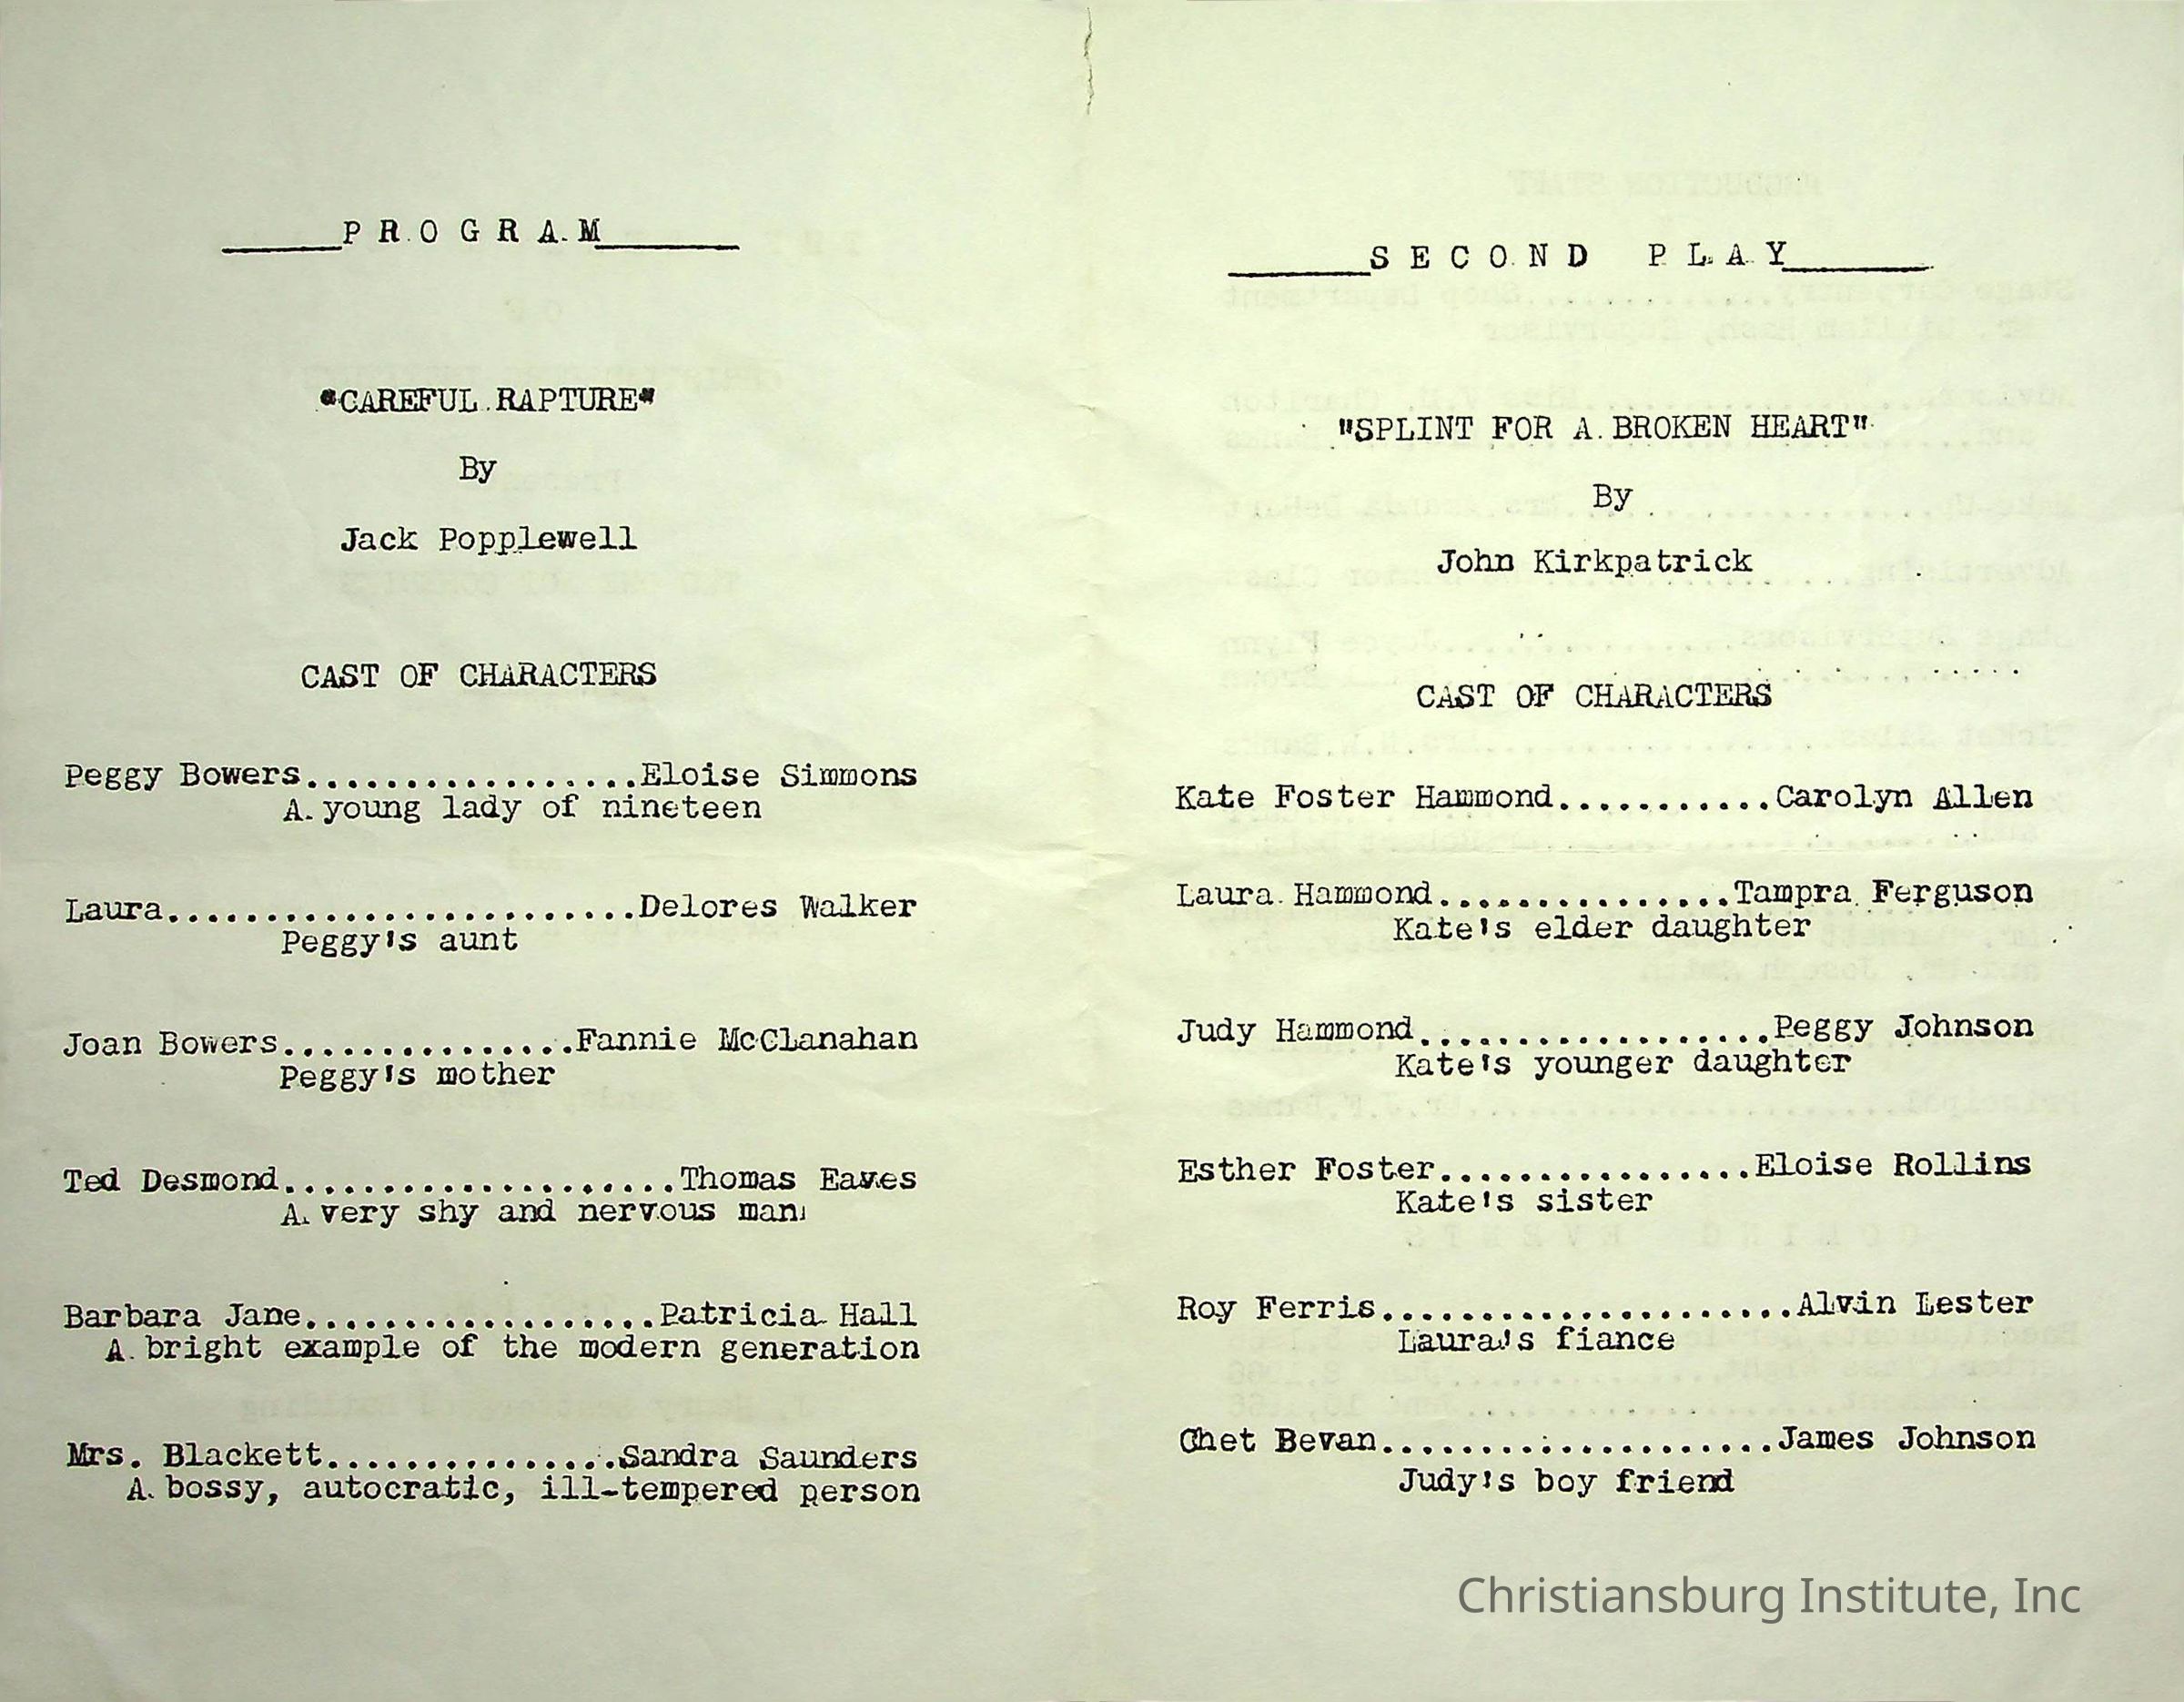 PROGRAM
"CAREFUL RAPTURE"
By
Jack Popplewell
CAST OF CHARACTERS
Peggy Bowers.................Eloise Simmons
A young lady of nineteen
Laura........................Delores Walker
Peggy's aunt
Joan Bowers...............Fannie McClanahan
Peggy's mother
Ted Desmond....................Thomas Eaves
A very shy and nervous man
Barbara Jane..................Patricia Hall
A bright example of the modern generation
Mrs. Blackett...............Sandra Saunders
A bossy, autocratic, ill-tempered person
SECOND PLAY
"SPLINT FOR A BROKEN HEART"
By
John Kirkpatrick
CAST OF CHARACTERS
Kate Foster Hammond...........Carolyn Allen
Laura Hammond...............Tampra Ferguson
Kate's elder daughter
Judy Hammond..................Peggy Johnson
Kate's younger daughter
Esther Foster................Eloise Rollins
Kate's sister
Roy Ferris.....................Alvin Lester
Laura's fiance
Chet Bevan....................James Johnson
Judy's boy friend
Christiansburg Institute, Inc